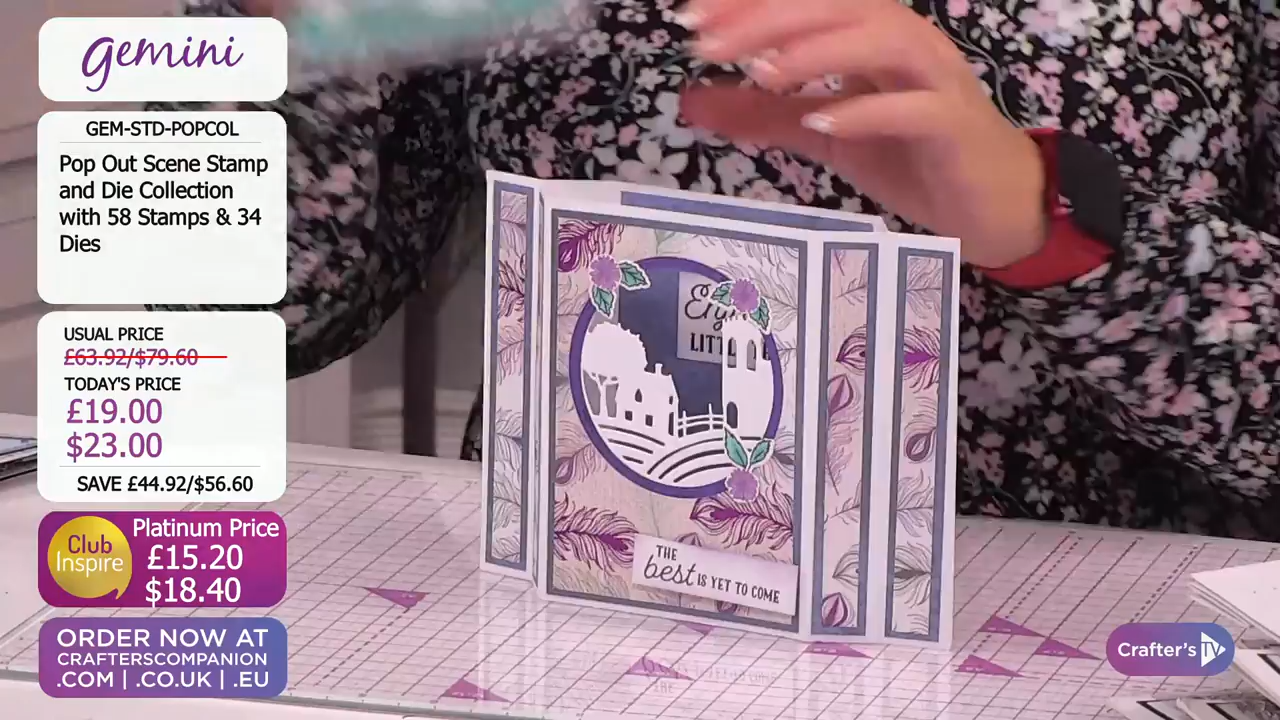 gemini
GEM-STD-POPCOL
Pop Out Scene Stamp
and Die Collection
with 58 Stamps & 34
Dies
USUAL PRICE
£63.92/$79.60
TODAY'S PRICE
£19.00
$23.00
SAVE £44.92/$56.60
Club
Inspire
Platinum Price
£15.20
$18.40
ORDER NOW AT
CRAFTERSCOMPANION
.COM | .CO.UK | .EU
THE
best IS YET TO COME
Crafter's TV